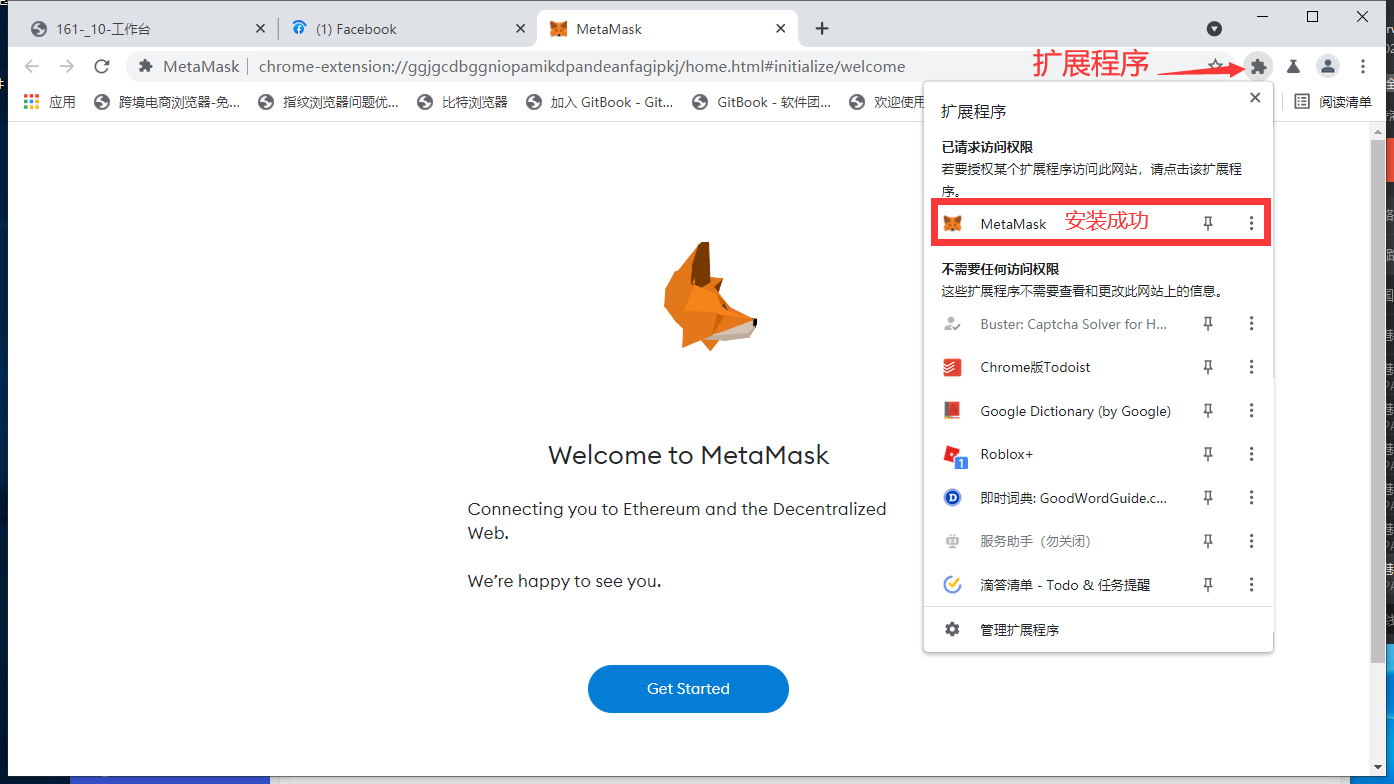 161-_10-工作台
(1) Facebook
MetaMask
MetaMask
chrome-extension://ggjgcdbggniopamikdpandeanfagipkj/home.html#initialize/welcome
扩展程序
应用
跨境电商浏览器-免...
指纹浏览器问题优...
比特浏览器
加入 GitBook - Git...
GitBook - 软件团...
欢迎使用
阅读清单
扩展程序
已请求访问权限
若要授权某个扩展程序访问此网站，请点击该扩展程
序。
MetaMask
安装成功
不需要任何访问权限
这些扩展程序不需要查看和更改此网站上的信息。
Buster: Captcha Solver for H...
Chrome版Todoist
Google Dictionary (by Google)
Roblox+
1
即时词典: GoodWordGuide.c...
服务助手（勿关闭）
滴答清单 - Todo & 任务提醒
管理扩展程序
Welcome to MetaMask
Connecting you to Ethereum and the Decentralized
Web.
We’re happy to see you.
Get Started